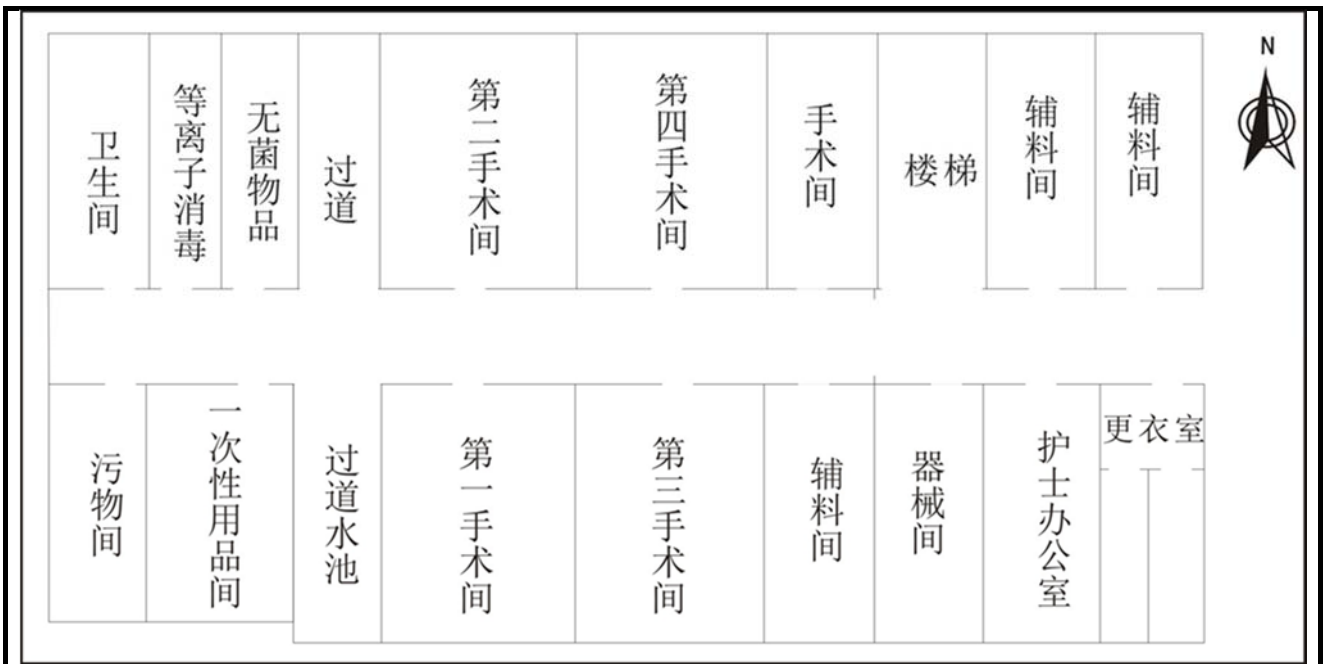 N
卫生间
等离子消毒
无菌物品
过道
第二手术间
第四手术间
手术间
楼梯
辅料间
辅料间
污物间
一次性用品间
过道水池
第一手术间
第三手术间
辅料间
器械间
护士办公室
更衣室